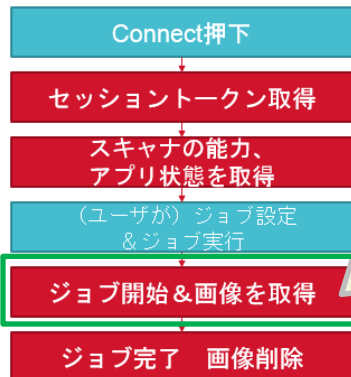 Connect押下
セッショントークン取得
スキャナの能力、
アプリ状態を取得
（ユーザが）ジョブ設定
＆ジョブ実行
ジョブ開始＆画像を取得
ジョブ完了　画像削除